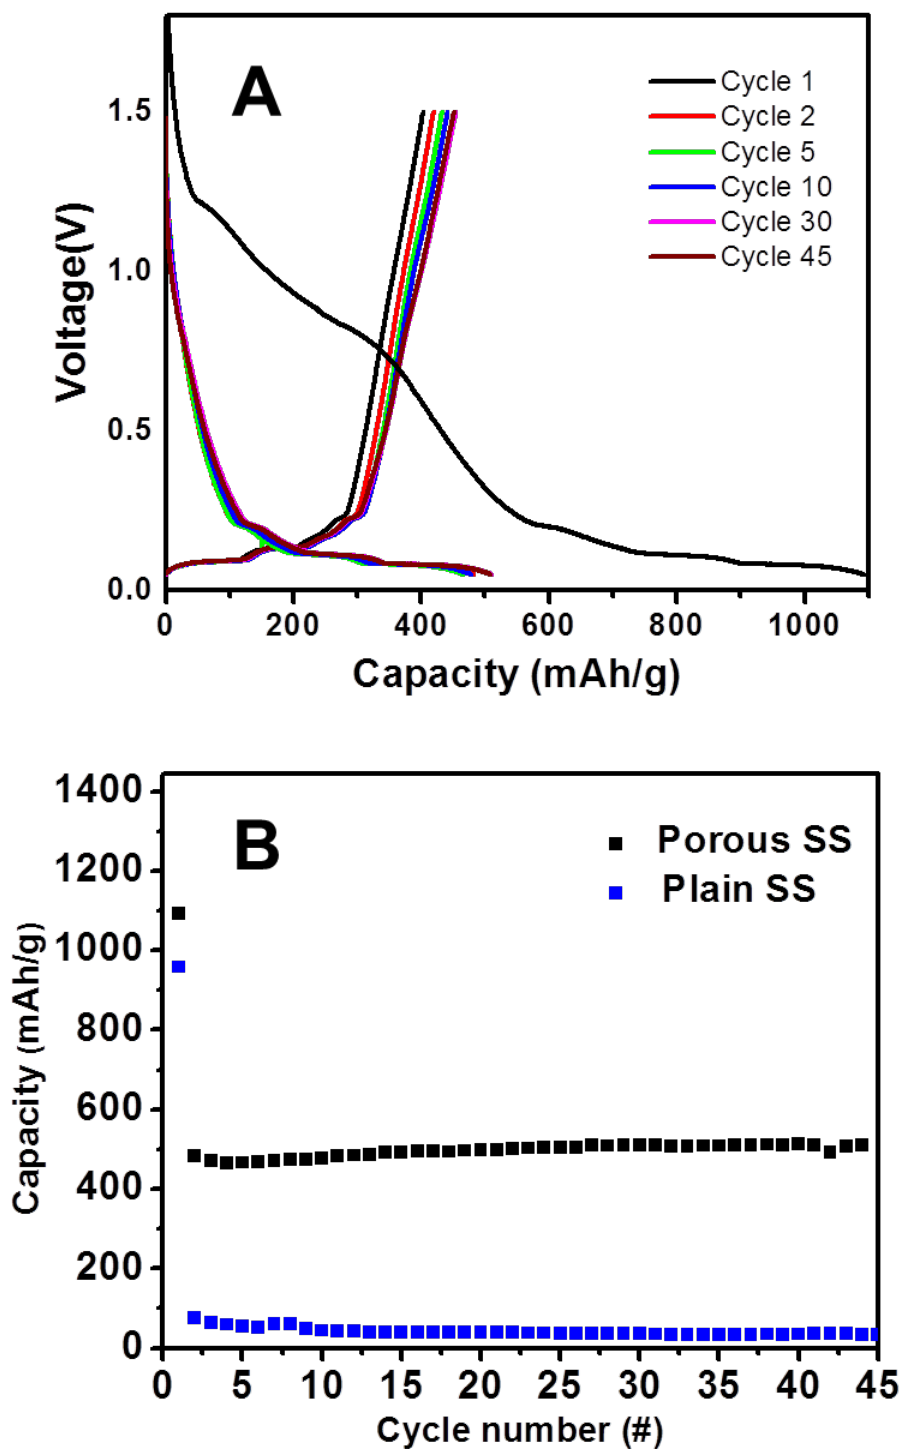 A
Cycle 1
Cycle 2
Cycle 5
Cycle 10
Cycle 30
Cycle 45
1.5
1.0
0.5
0.0
Voltage(V)
0 200 400 600 800 1000
Capacity (mAh/g)
B
Porous SS
Plain SS
1400
1200
1000
800
600
400
200
0
Capacity (mAh/g)
0 5 10 15 20 25 30 35 40 45
Cycle number (#)